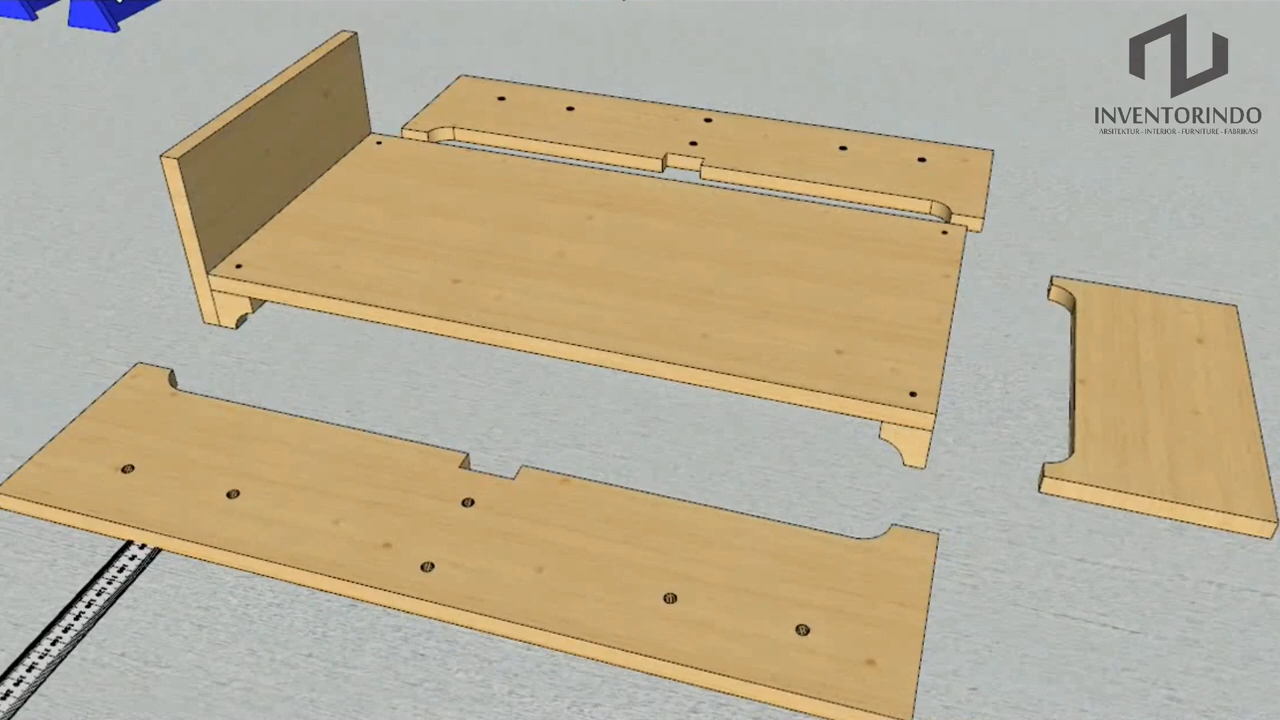 INVENTORINDO
ARSITEKTUR - INTERIOR - FURNITURE - FABRIKASI